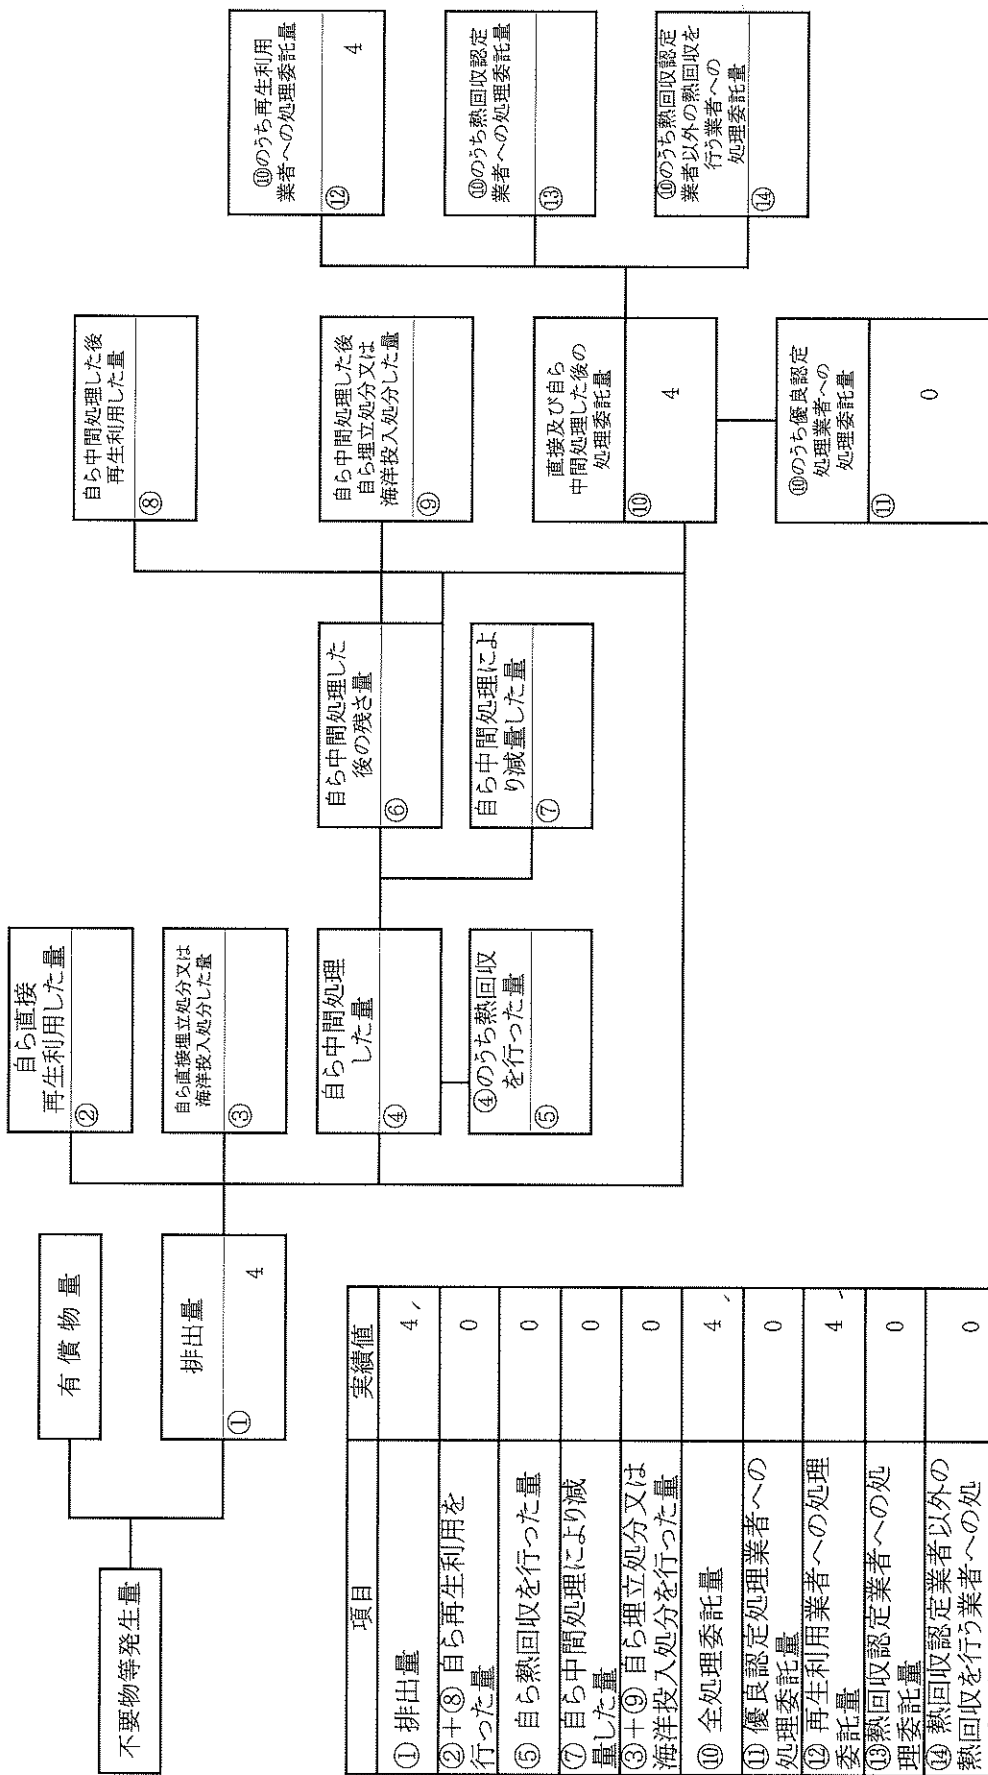 不要物等発生量
有償物量
排出量
①
4
自ら直接
再生利用した量
②
自ら直接埋立処分又は
海洋投入処分した量
③
自ら中間処理
した量
④
④のうち熱回収
を行った量
⑤
自ら中間処理した
後の残さ量
⑥
自ら中間処理によ
り減量した量
⑦
自ら中間処理した後
再生利用した量
⑧
自ら中間処理した後
自ら埋立処分又は
海洋投入処分した量
⑨
直接及び自ら
中間処理した後の
処理委託量
⑩
4
⑩のうち優良認定
処理業者への
処理委託量
⑪
0
⑩のうち再生利用
業者への処理委託量
⑫
4
⑩のうち熱回収認定
業者への処理委託量
⑬
⑩のうち熱回収認定
業者以外の熱回収を
行う業者への
処理委託量
⑭
項目 実績値
①排出量 4
②+⑧ 自ら再生利用を
行った量 0
⑤ 自ら熱回収を行った量 0
⑦ 自ら中間処理により減
量した量 0
③+⑨ 自ら埋立処分又は
海洋投入処分を行った量 0
⑩ 全処理委託量 4
⑪ 優良認定処理業者への
処理委託量 0
⑫ 再生利用業者への処理
委託量 4
⑬熱回収認定業者への処
理委託量 0
⑭ 熱回収認定業者以外の
熱回収を行う業者への処 0